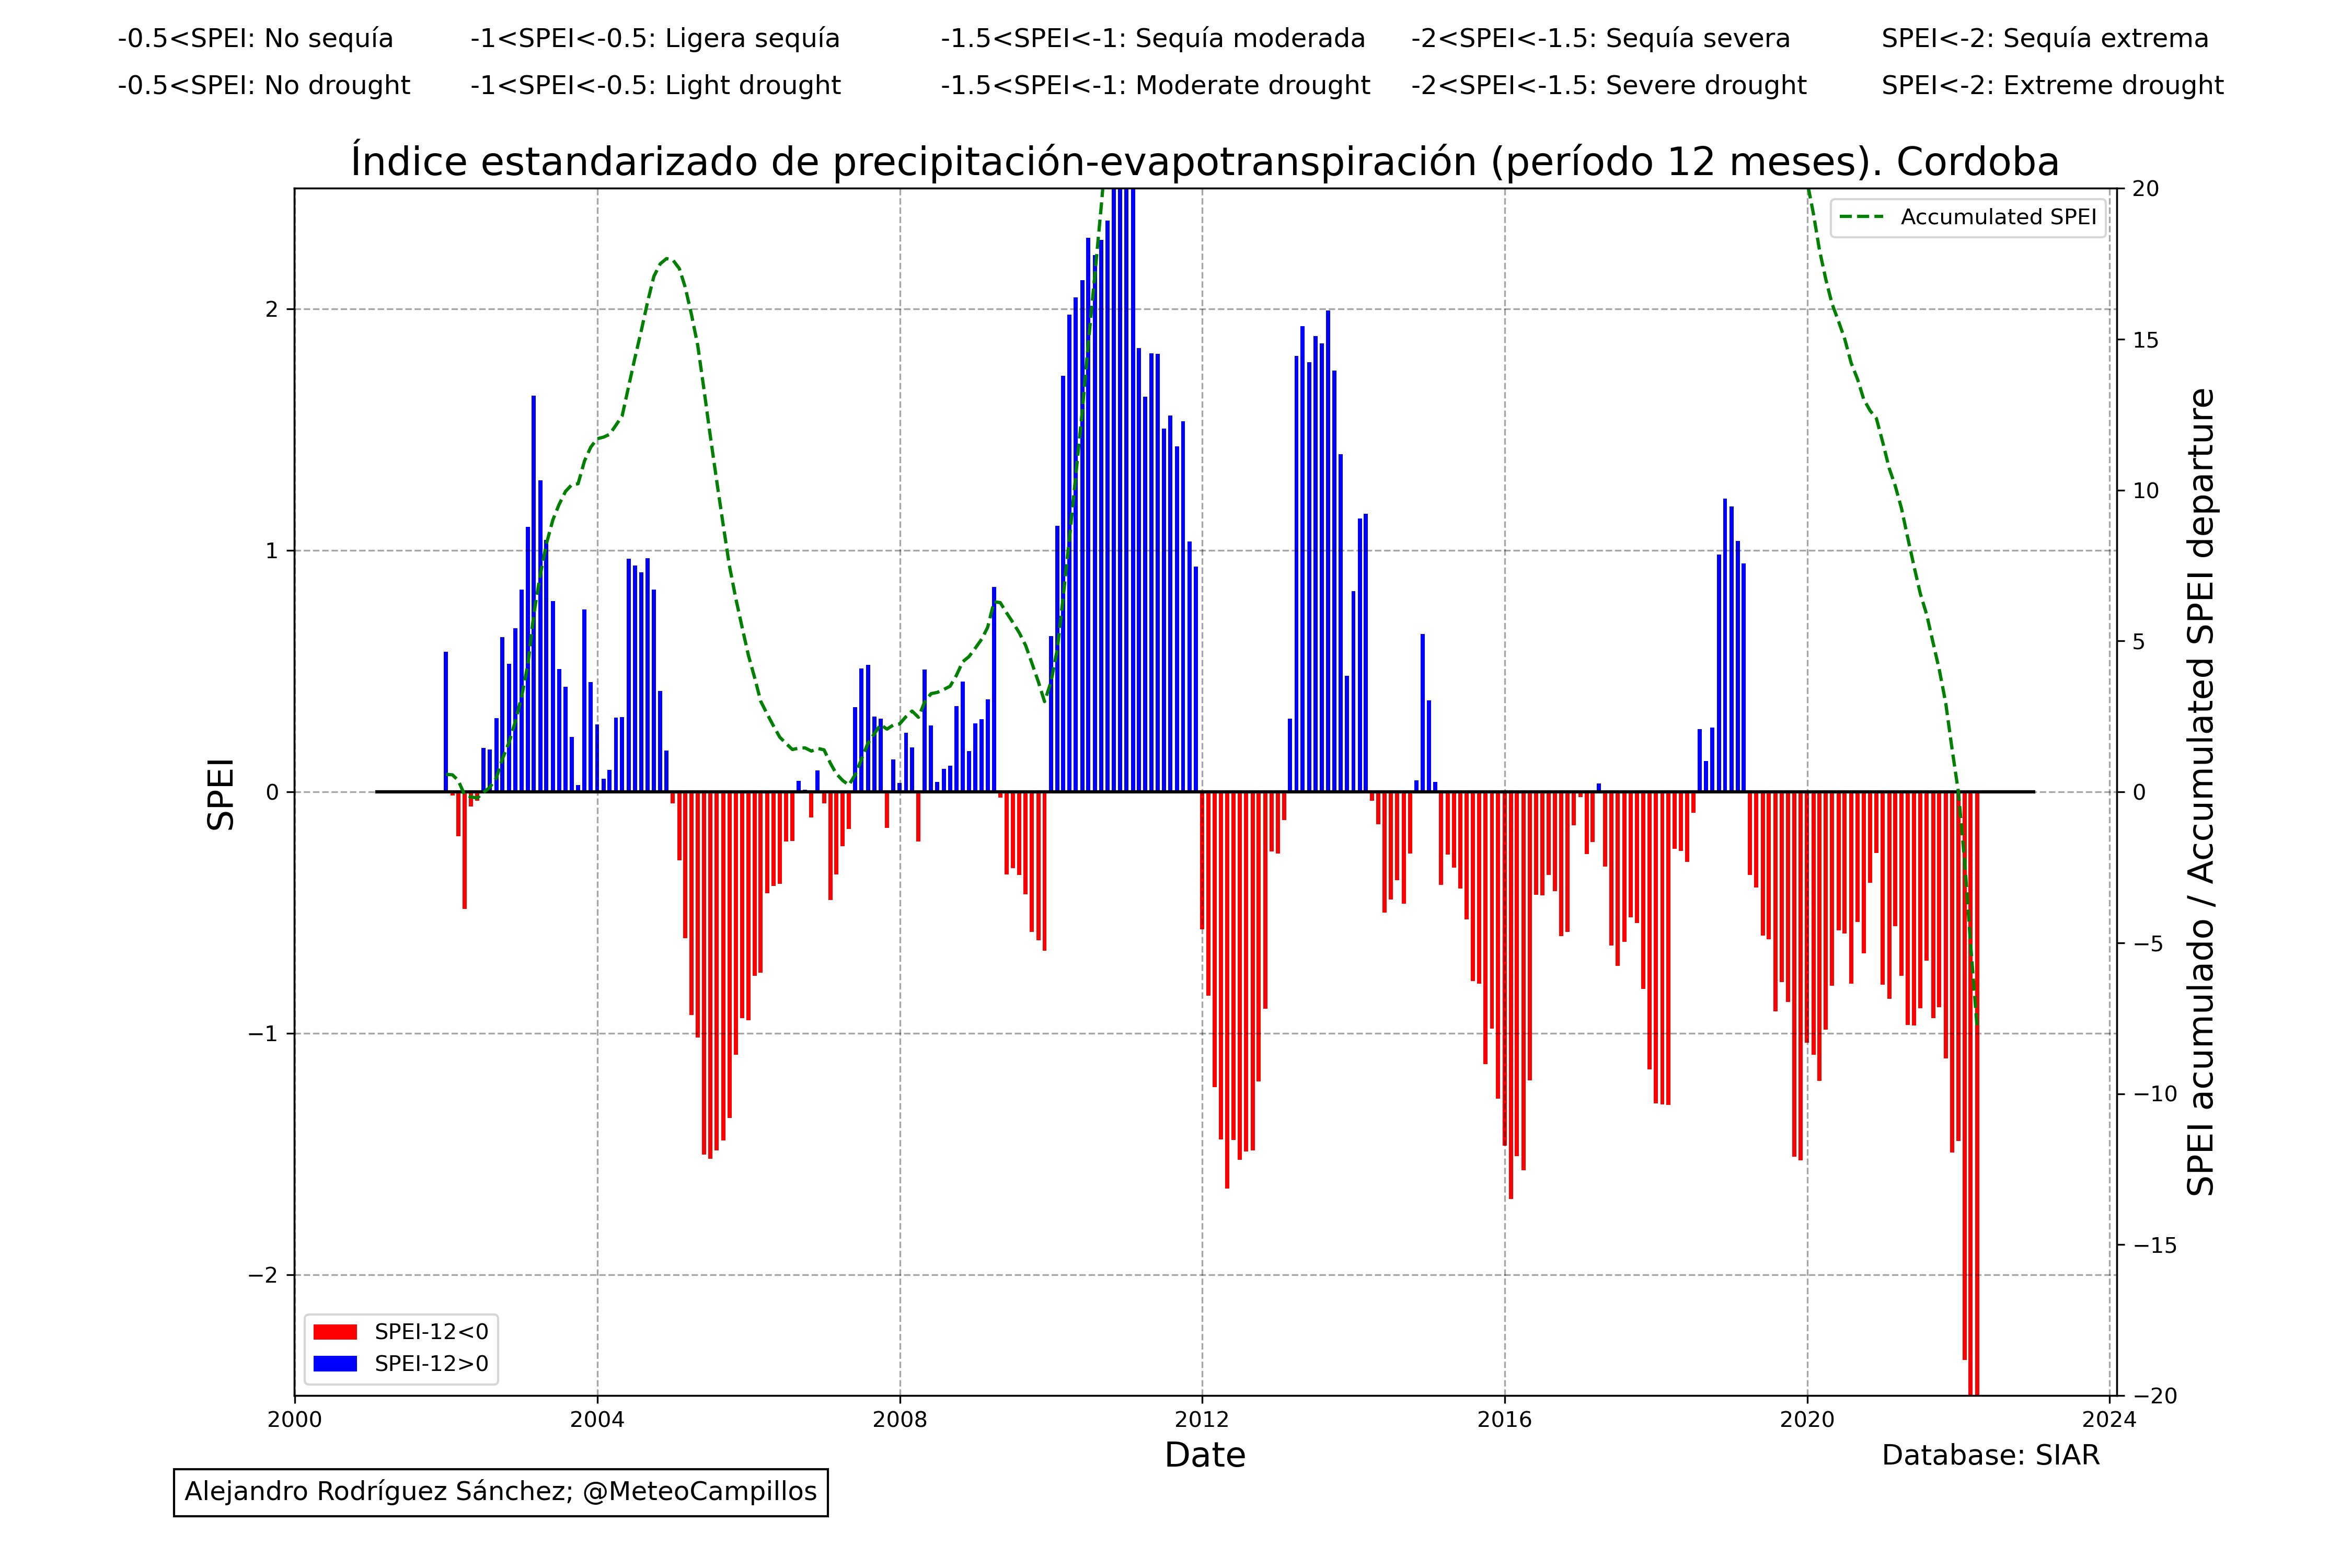 -0.5<SPEI: No sequía -1<SPEI<-0.5: Ligera sequía -1.5<SPEI<-1: Sequía moderada -2<SPEI<-1.5: Sequía severa SPEI<-2: Sequía extrema
-0.5<SPEI: No drought -1<SPEI<-0.5: Light drought -1.5<SPEI<-1: Moderate drought -2<SPEI<-1.5: Severe drought SPEI<-2: Extreme drought
Índice estandarizado de precipitación-evapotranspiración (período 12 meses). Cordoba
Accumulated SPEI
SPEI
2
1
0
−1
−2
20
15
10
5
0
−5
−10
−15
−20
SPEI acumulado / Accumulated SPEI departure
SPEI-12<0
SPEI-12>0
2000 2004 2008 2012 2016 2020 2024
Date
Database: SIAR
Alejandro Rodríguez Sánchez; @MeteoCampillos